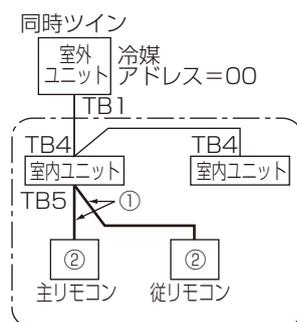 同時ツイン
室外
ユニット
冷媒
アドレス＝00
TB1
TB4
TB4
室内ユニット
室内ユニット
TB5
①
②
②
主リモコン
従リモコン